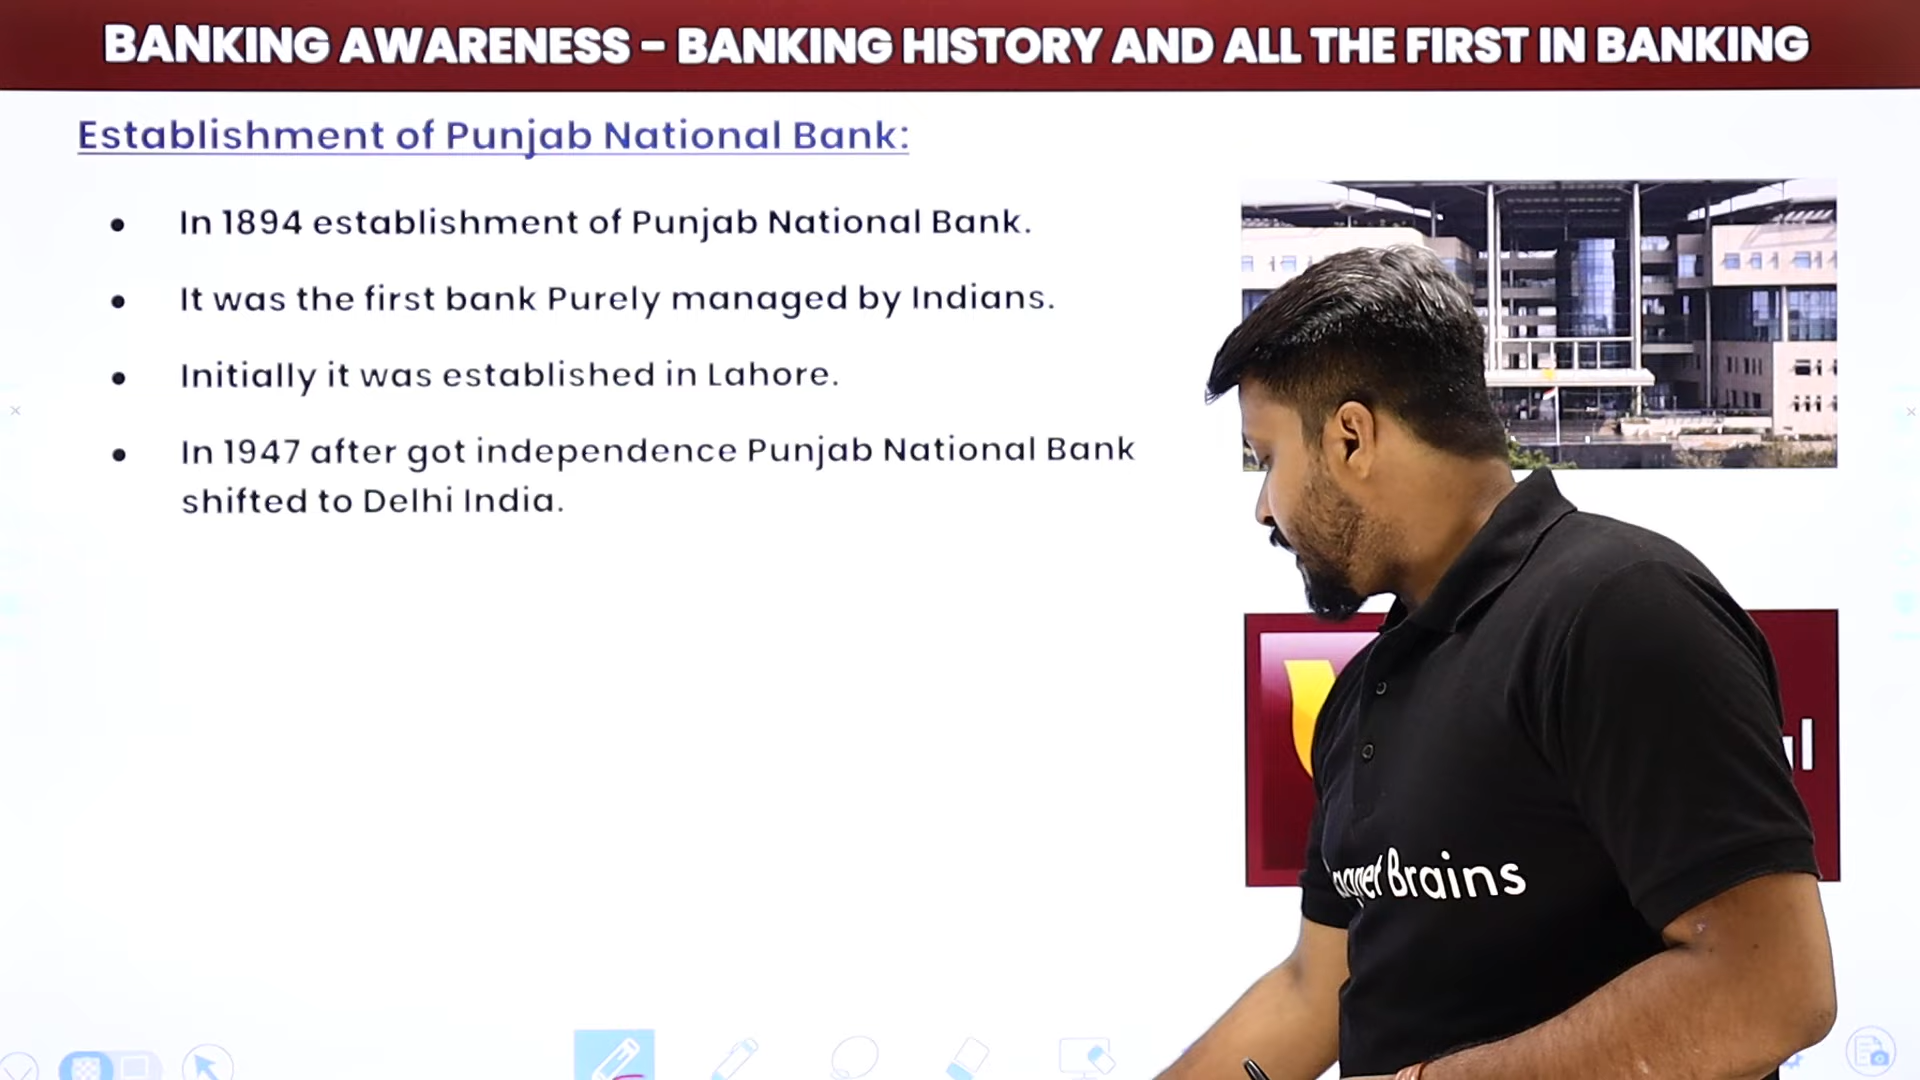 BANKING AWARENESS – BANKING HISTORY AND ALL THE FIRST IN BANKING
Establishment of Punjab National Bank:
• In 1894 establishment of Punjab National Bank.
• It was the first bank Purely managed by Indians.
• Initially it was established in Lahore.
• In 1947 after got independence Punjab National Bank
shifted to Delhi India.
Brains